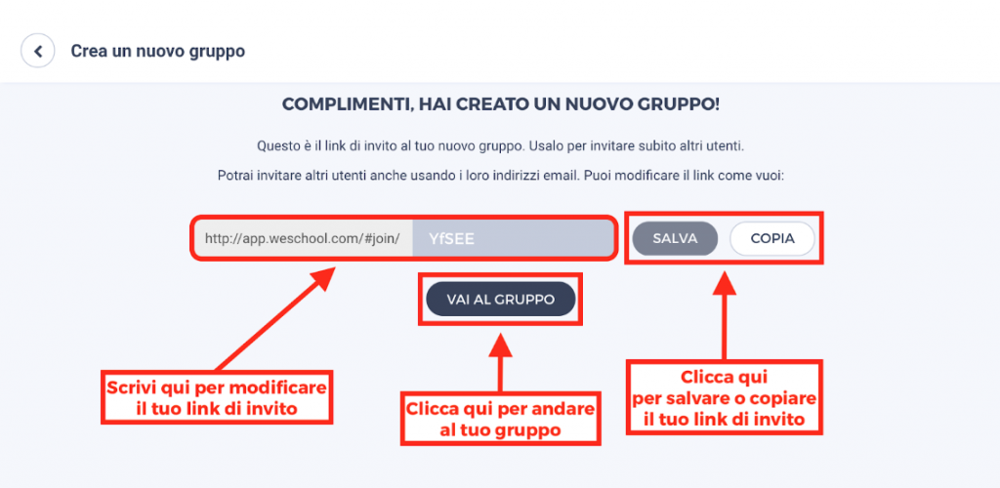 Crea un nuovo gruppo
COMPLIMENTI, HAI CREATO UN NUOVO GRUPPO!
Questo è il link di invito al tuo nuovo gruppo. Usalo per invitare subito altri utenti.
Potrai invitare altri utenti anche usando i loro indirizzi email. Puoi modificare il link come vuoi:
http://app.weschool.com/#join/ YfSEE
SALVA COPIA
VAI AL GRUPPO
Scrivi qui per modificare
il tuo link di invito
Clicca qui per andare
al tuo gruppo
Clicca qui
per salvare o copiare
il tuo link di invito